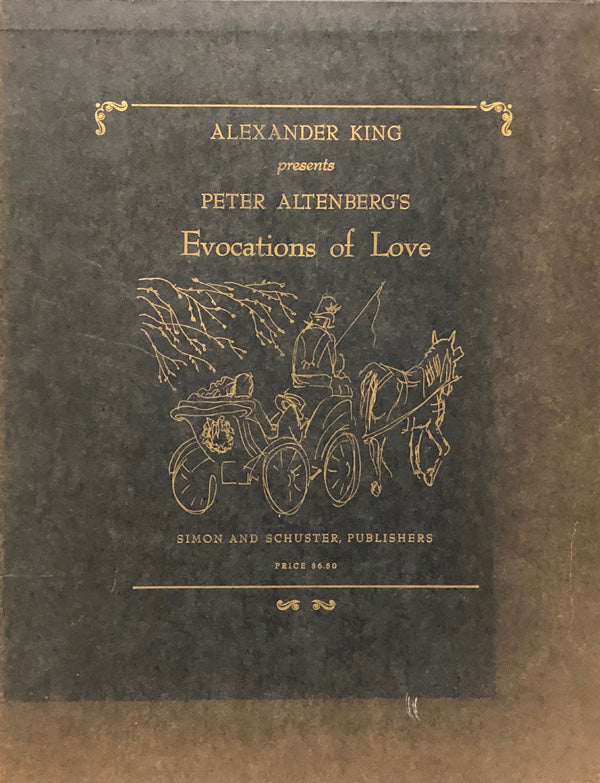 ALEXANDER KING
presents
PETER ALTENBERG'S
Evocations of Love
SIMON AND SCHUSTER, PUBLISHERS
PRICE $6.50